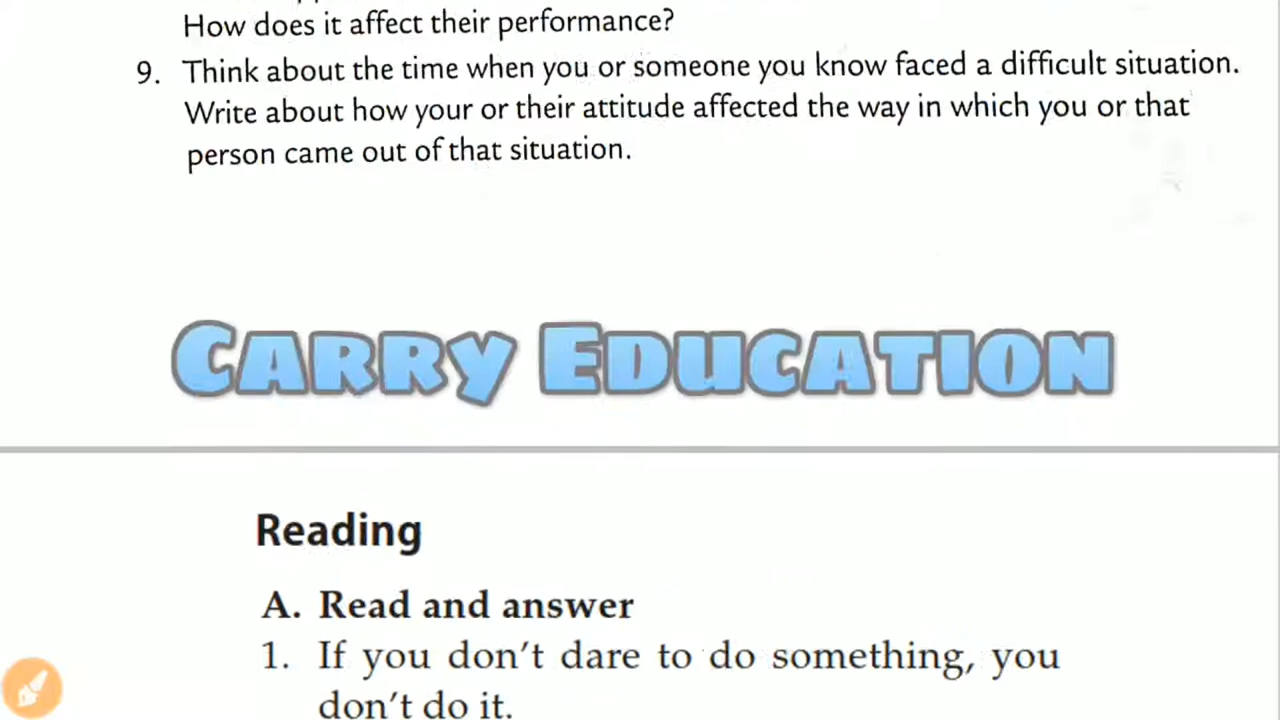 How does it affect their performance?
9. Think about the time when you or someone you know faced a difficult situation.
Write about how your or their attitude affected the way in which you or that
person came out of that situation.
CARRY EDUCATION
Reading
A. Read and answer
1. If you don't dare to do something, you
don't do it.